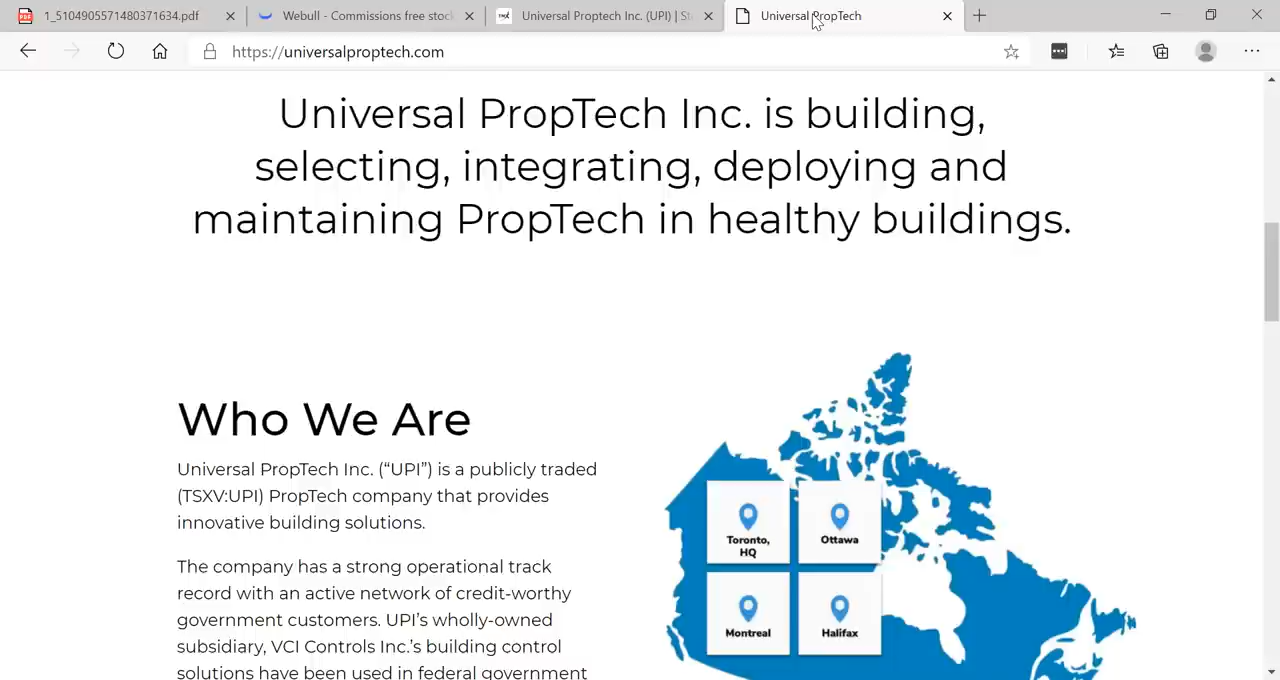 1_5104905571480371634.pdf
Webull - Commissions free stock
Universal Proptech Inc. (UPI) | St
Universal PropTech
https://universalproptech.com
Universal PropTech Inc. is building,
selecting, integrating, deploying and
maintaining PropTech in healthy buildings.
Who We Are
Universal PropTech Inc. (“UPI”) is a publicly traded
(TSXV:UPI) PropTech company that provides
innovative building solutions.
The company has a strong operational track
record with an active network of credit-worthy
government customers. UPI’s wholly-owned
subsidiary, VCI Controls Inc.’s building control
solutions have been used in federal government
Toronto,
HQ
Ottawa
Montreal
Halifax